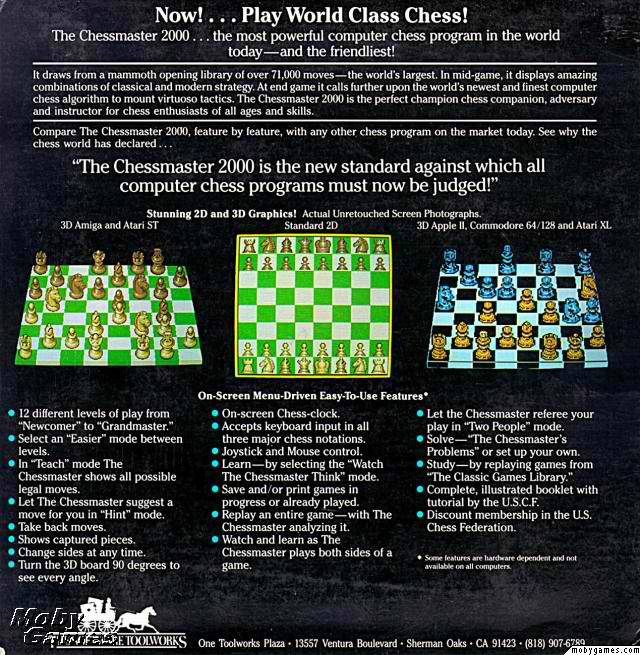 Now! . . . Play World Class Chess!
The Chessmaster 2000 . . . the most powerful computer chess program in the world
today—and the friendliest!
It draws from a mammoth opening library of over 71,000 moves—the world's largest. In mid-game, it displays amazing
combinations of classical and modern strategy. At end game it calls further upon the world's newest and finest computer
chess algorithm to mount virtuoso tactics. The Chessmaster 2000 is the perfect champion chess companion, adversary
and instructor for chess enthusiasts of all ages and skills.
Compare The Chessmaster 2000, feature by feature, with any other chess program on the market today. See why the
chess world has declared . . .
"The Chessmaster 2000 is the new standard against which all
computer chess programs must now be judged!"
Stunning 2D and 3D Graphics! Actual Unretouched Screen Photographs.
3D Amiga and Atari ST
Standard 2D
3D Apple II, Commodore 64/128 and Atari XL
On-Screen Menu-Driven Easy-To-Use Features*
• 12 different levels of play from
"Newcomer" to "Grandmaster."
• Select an "Easier" mode between
levels.
• In "Teach" mode The
Chessmaster shows all possible
legal moves.
• Let The Chessmaster suggest a
move for you in "Hint" mode.
• Take back moves.
• Shows captured pieces.
• Change sides at any time.
• Turn the 3D board 90 degrees to
see every angle.
• On-screen Chess-clock.
• Accepts keyboard input in all
three major chess notations.
• Joystick and Mouse control.
• Learn—by selecting the "Watch
The Chessmaster Think" mode.
• Save and/or print games in
progress or already played.
• Replay an entire game—with The
Chessmaster analyzing it.
• Watch and learn as The
Chessmaster plays both sides of a
game.
• Let the Chessmaster referee your
play in "Two People" mode.
• Solve—"The Chessmaster's
Problems" or set up your own.
• Study—by replaying games from
"The Classic Games Library."
• Complete, illustrated booklet with
tutorial by the U.S.C.F.
• Discount membership in the U.S.
Chess Federation.
* Some features are hardware dependent and not
available on all computers.
Moby
Games
TOOLWORKS
One Toolworks Plaza • 13557 Ventura Boulevard • Sherman Oaks • CA 91423 • (818) 907-6789
mobygames.com